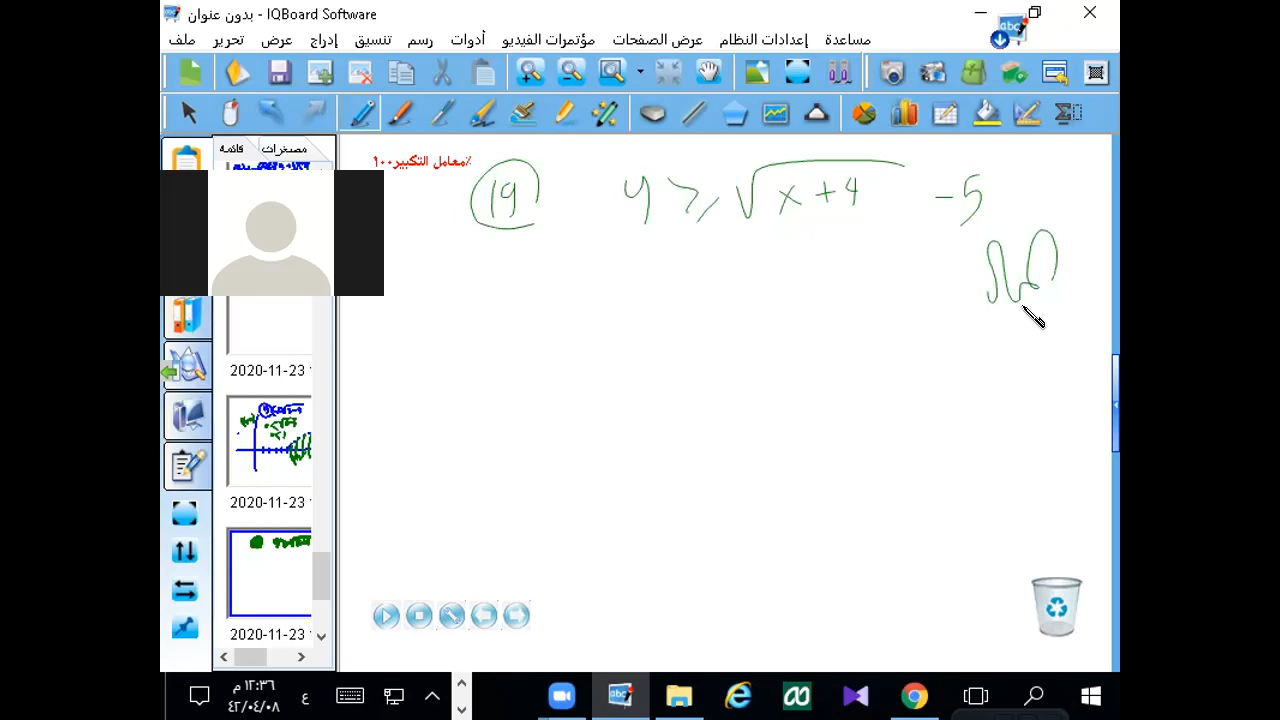 بدون عنوان - IQBoard Software
ملف تحرير عرض إدراج تنسيق رسم أدوات مؤتمرات الفيديو عرض الصفحات إعدادات النظام مساعدة
مصغرات قائمة
معامل التكبير١٠٠٪
19 y ≥ √x+4 -5
2020-11-23
2020-11-23
2020-11-23
١٢:٣٦ م
ع
٤٢/٠٤/٠٨
abc